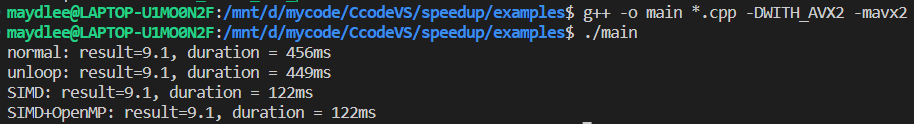 maydlee@LAPTOP-U1MO0N2F:/mnt/d/mycode/CcodeVS/speedup/examples$ g++ -o main *.cpp -DWITH_AVX2 -mavx2
maydlee@LAPTOP-U1MO0N2F:/mnt/d/mycode/CcodeVS/speedup/examples$ ./main
normal: result=9.1, duration = 456ms
unloop: result=9.1, duration = 449ms
SIMD: result=9.1, duration = 122ms
SIMD+OpenMP: result=9.1, duration = 122ms